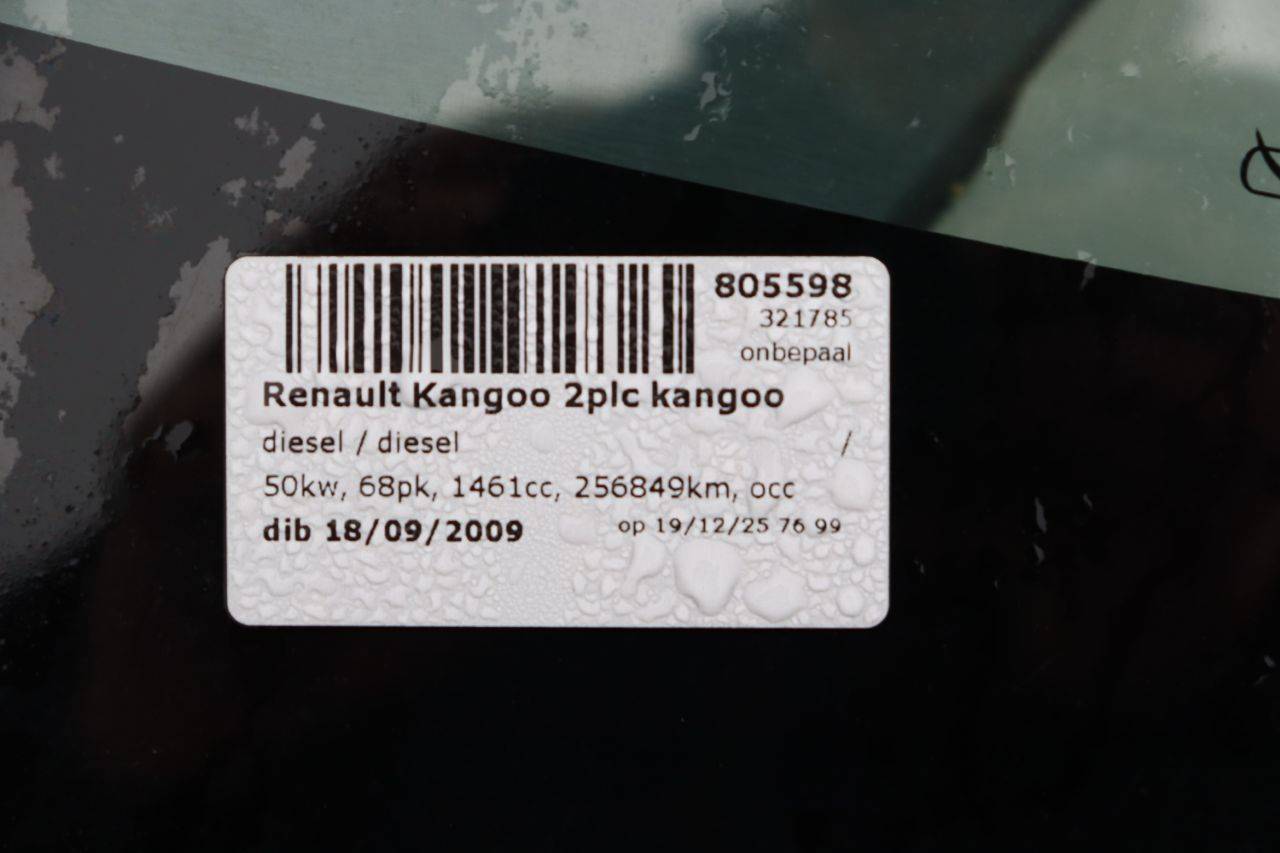 805598
321785
onbepaal
Renault Kangoo 2plc kangoo
diesel / diesel /
50kw, 68pk, 1461cc, 256849km, occ
dib 18/09/2009 op 19/12/25 76 99